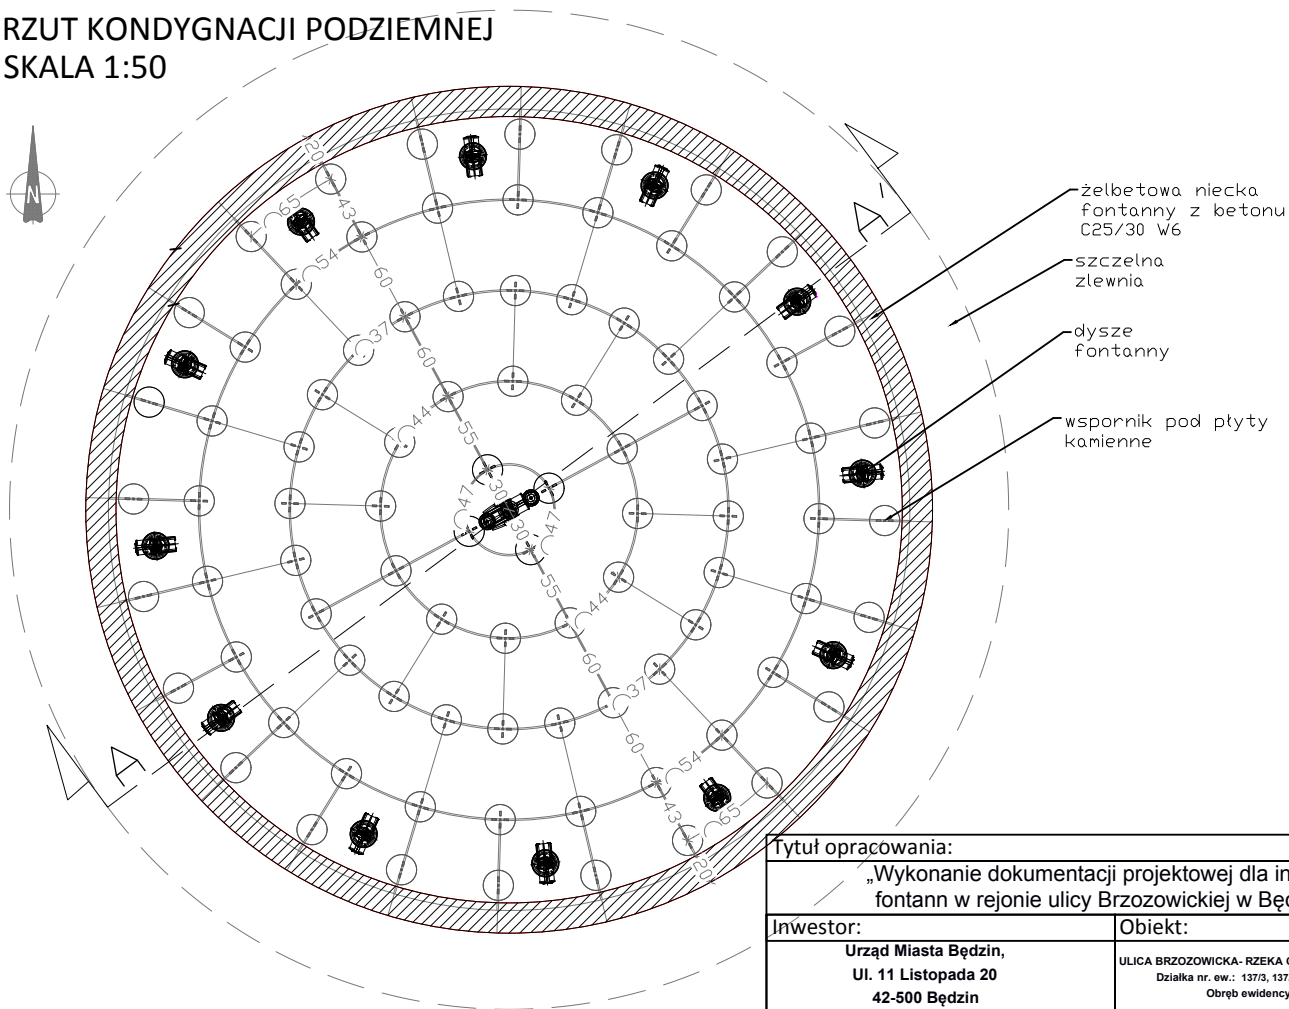 RZUT KONDYGNACJI PODZIEMNEJ
SKALA 1:50
N
A'
A
żelbetowa niecka
fontanny z betonu
C25/30 W6
szczelna
zlewnia
dysze
fontanny
wspornik pod płyty
kamienne
20
65
43
54
60
37
60
44
55
30
47
30
47
55
44
60
37
60
54
43
65
20
Tytuł opracowania:
„Wykonanie dokumentacji projektowej dla in
fontann w rejonie ulicy Brzozowickiej w Będ
Inwestor:
Obiekt:
Urząd Miasta Będzin,
Ul. 11 Listopada 20
42-500 Będzin
ULICA BRZOZOWICKA- RZEKA
Działka nr. ew.: 137/3, 137
Obręb ewidency